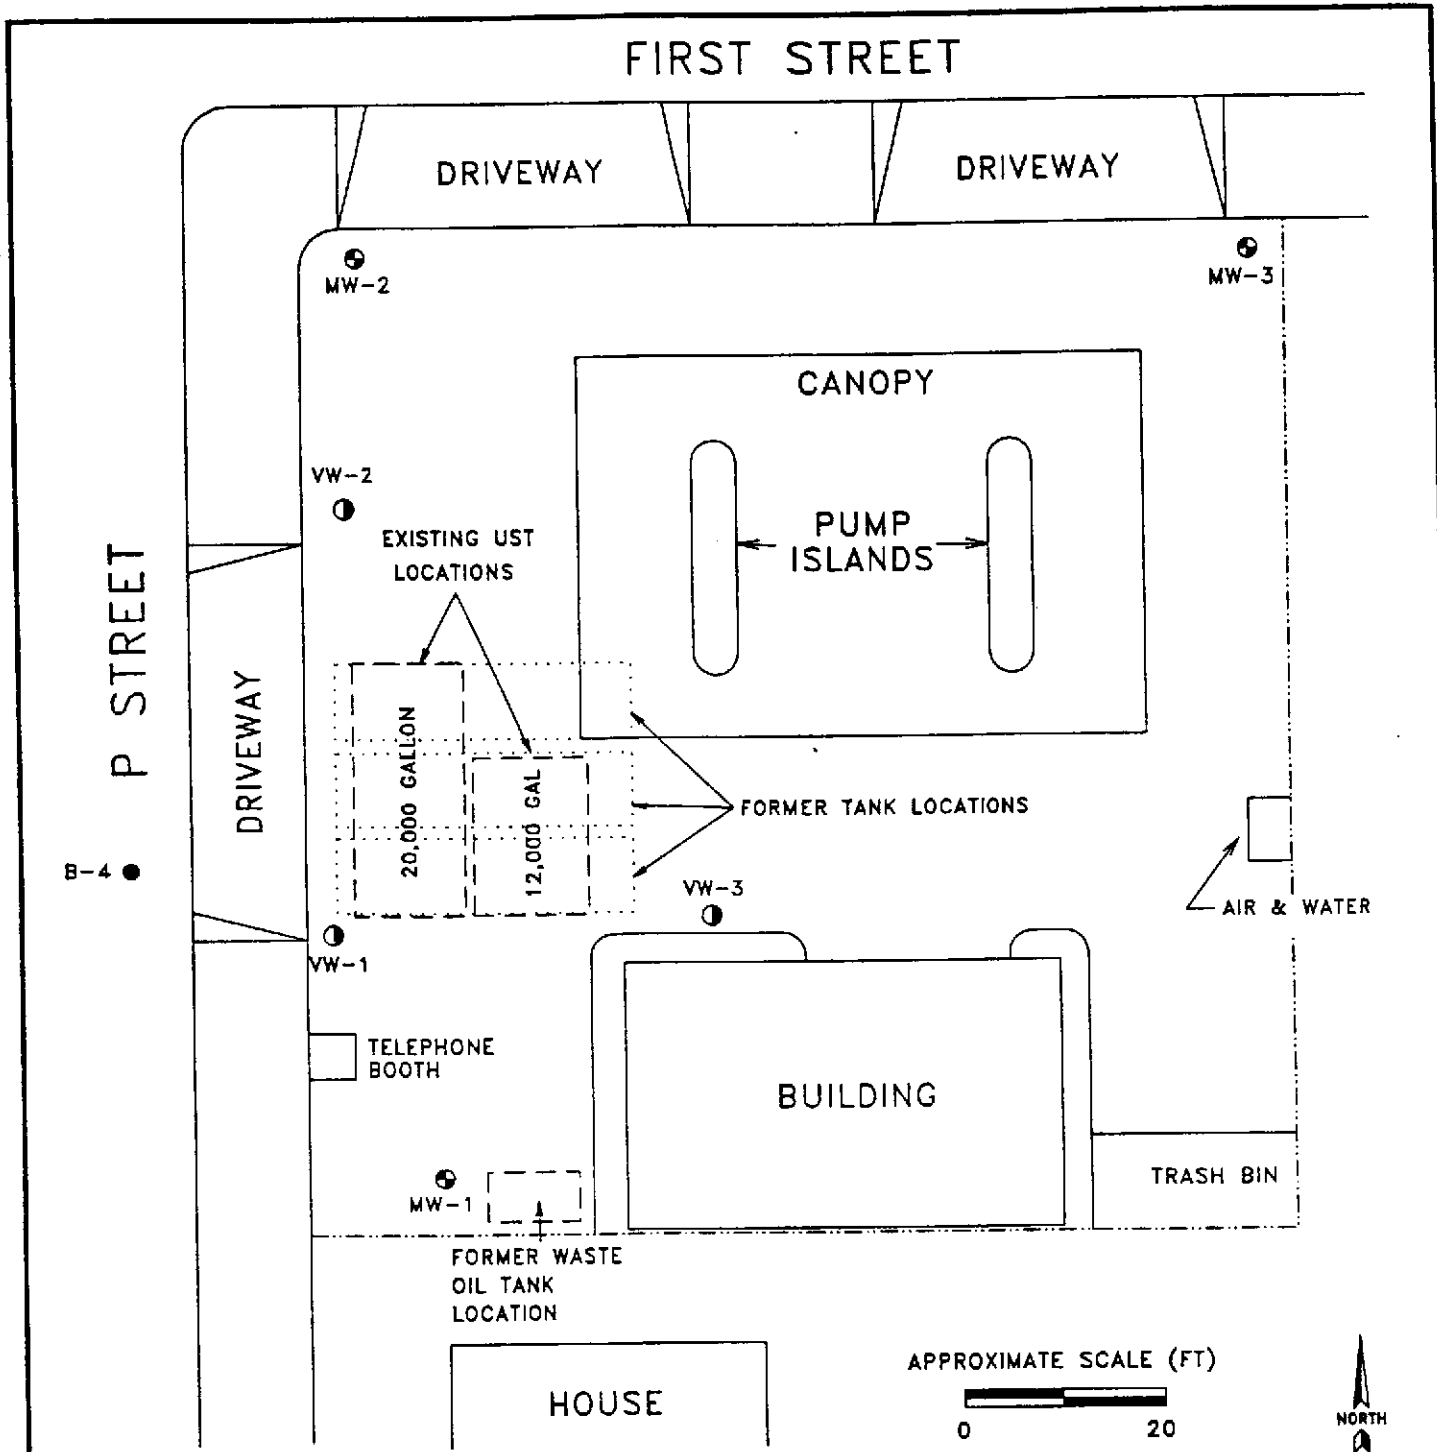 FIRST STREET
DRIVEWAY
DRIVEWAY
MW-2
MW-3
CANOPY
VW-2
PUMP
ISLANDS
EXISTING UST
LOCATIONS
P STREET
DRIVEWAY
20,000 GALLON
12,000 GAL
FORMER TANK LOCATIONS
B-4
VW-3
AIR & WATER
VW-1
TELEPHONE
BOOTH
BUILDING
TRASH BIN
MW-1
FORMER WASTE
OIL TANK
LOCATION
APPROXIMATE SCALE (FT)
HOUSE
0
20
NORTH